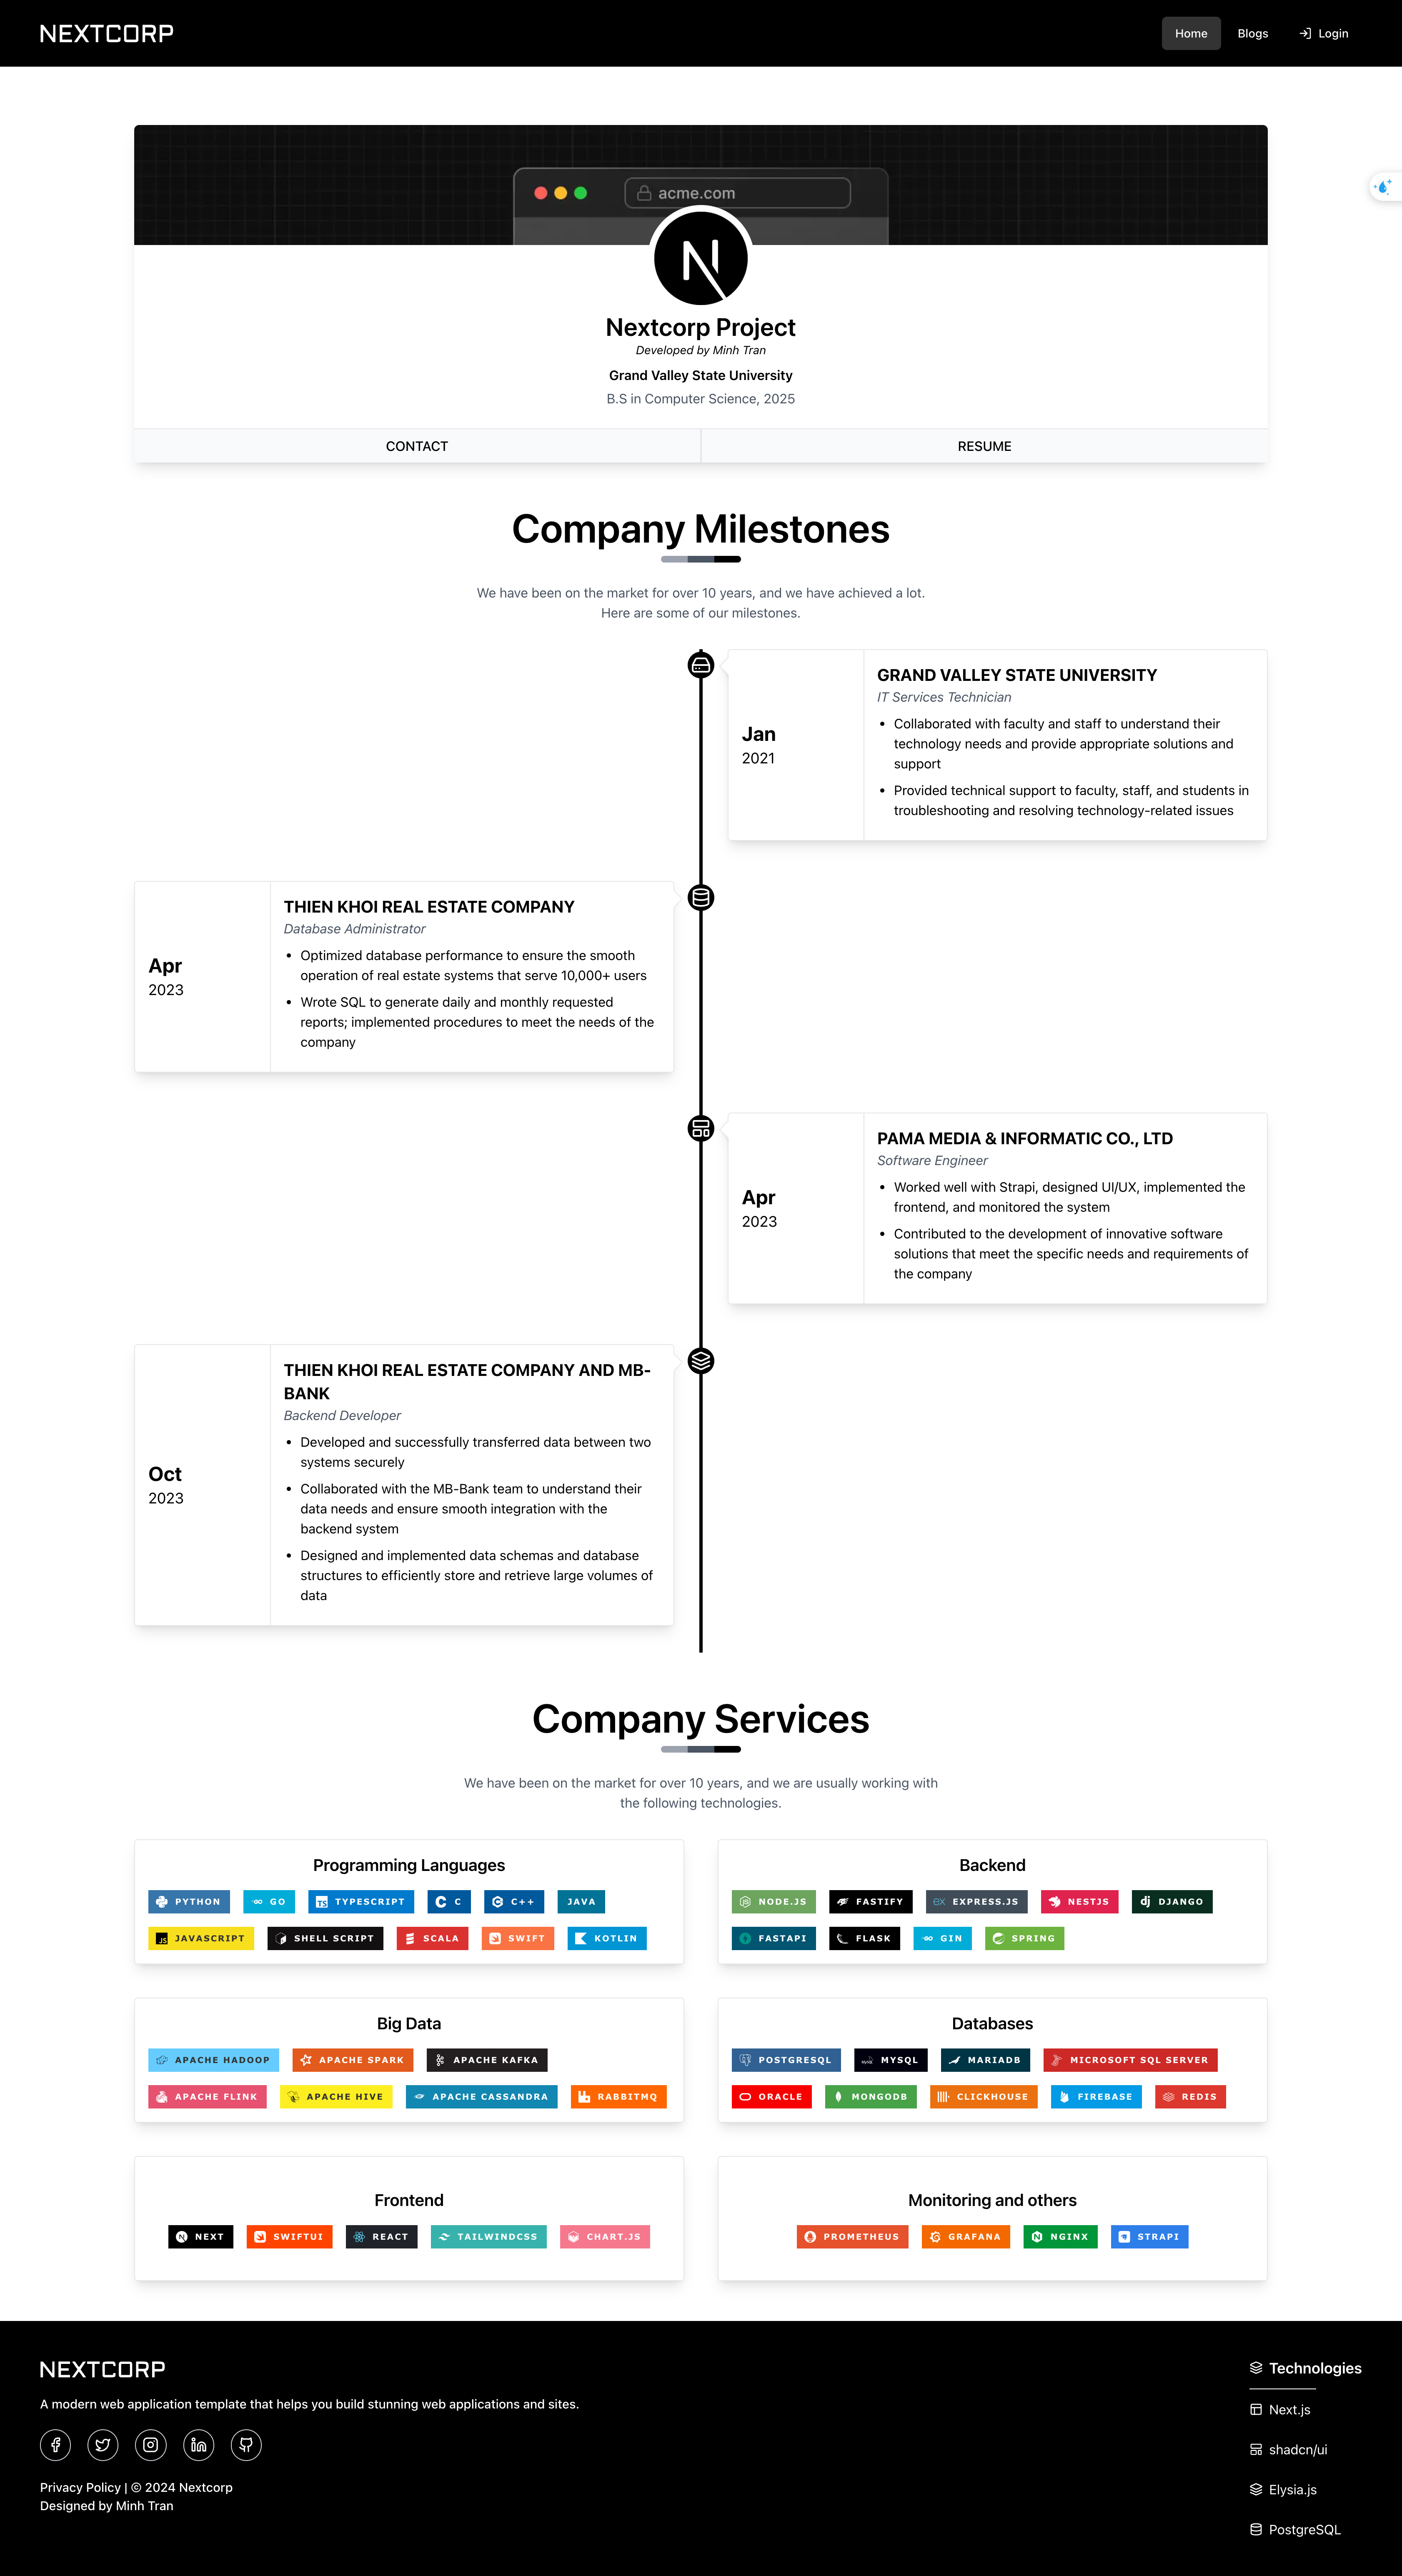 NEXTCORP
Home
Blogs
Login
acme.com
Nextcorp Project
Developed by Minh Tran
Grand Valley State University
B.S in Computer Science, 2025
CONTACT
RESUME
Company Milestones
We have been on the market for over 10 years, and we have achieved a lot.
Here are some of our milestones.
Jan
2021
GRAND VALLEY STATE UNIVERSITY
IT Services Technician
• Collaborated with faculty and staff to understand their
technology needs and provide appropriate solutions and
support
• Provided technical support to faculty, staff, and students in
troubleshooting and resolving technology-related issues
Apr
2023
THIEN KHOI REAL ESTATE COMPANY
Database Administrator
• Optimized database performance to ensure the smooth
operation of real estate systems that serve 10,000+ users
• Wrote SQL to generate daily and monthly requested
reports; implemented procedures to meet the needs of the
company
Apr
2023
PAMA MEDIA & INFORMATIC CO., LTD
Software Engineer
• Worked well with Strapi, designed UI/UX, implemented the
frontend, and monitored the system
• Contributed to the development of innovative software
solutions that meet the specific needs and requirements of
the company
Oct
2023
THIEN KHOI REAL ESTATE COMPANY AND MB-
BANK
Backend Developer
• Developed and successfully transferred data between two
systems securely
• Collaborated with the MB-Bank team to understand their
data needs and ensure smooth integration with the
backend system
• Designed and implemented data schemas and database
structures to efficiently store and retrieve large volumes of
data
Company Services
We have been on the market for over 10 years, and we are usually working with
the following technologies.
Programming Languages
PYTHON
GO
TYPESCRIPT
C
C++
JAVA
JAVASCRIPT
SHELL SCRIPT
SCALA
SWIFT
KOTLIN
Backend
NODE.JS
FASTIFY
EXPRESS.JS
NESTJS
DJANGO
FASTAPI
FLASK
GIN
SPRING
Big Data
APACHE HADOOP
APACHE SPARK
APACHE KAFKA
APACHE FLINK
APACHE HIVE
APACHE CASSANDRA
RABBITMQ
Databases
POSTGRESQL
MYSQL
MARIADB
MICROSOFT SQL SERVER
ORACLE
MONGODB
CLICKHOUSE
FIREBASE
REDIS
Frontend
NEXT
SWIFTUI
REACT
TAILWINDCSS
CHART.JS
Monitoring and others
PROMETHEUS
GRAFANA
NGINX
STRAPI
NEXTCORP
A modern web application template that helps you build stunning web applications and sites.
Privacy Policy | © 2024 Nextcorp
Designed by Minh Tran
Technologies
Next.js
shadcn/ui
Elysia.js
PostgreSQL